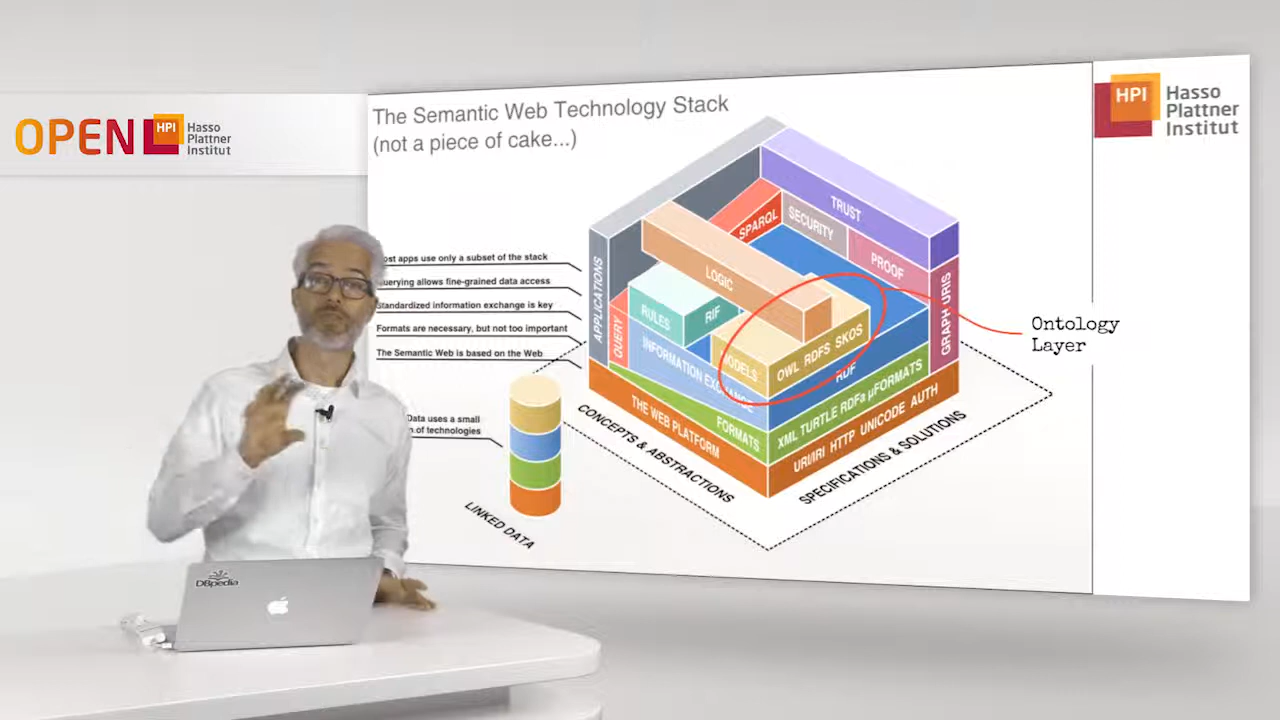 OPEN HPI Hasso
Plattner
Institut
The Semantic Web Technology Stack
(not a piece of cake...)
HPI Hasso
Plattner
Institut
apps use only a subset of the stack
allows fine-grained data access
Standardized information exchange is key
Formats are necessary, but not too important
The Semantic Web is based on the Web
Data uses a small
of technologies
LINKED DATA
APPLICATIONS
TRUST
SPARQL
SECURITY
PROOF
LOGIC
RULES RIF
QUERY
GRAPH URIS
OWL RDFS SKOS
INFORMATION
RDF
FORMATS
XML TURTLE RDFa μFORMATS
THE WEB PLATFORM
URI/IRI HTTP UNICODE AUTH
CONCEPTS & ABSTRACTIONS
SPECIFICATIONS & SOLUTIONS
Ontology
Layer
DBpedia